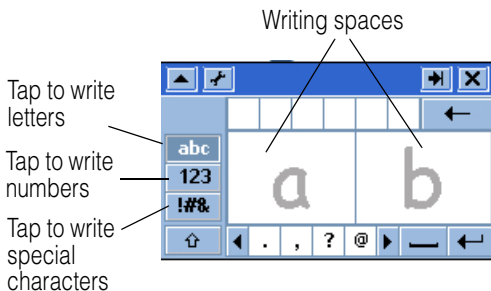 Writing spaces
Tap to write
letters
Tap to write
numbers
Tap to write
special
characters
abc
123
!#&
a b
. , ? @